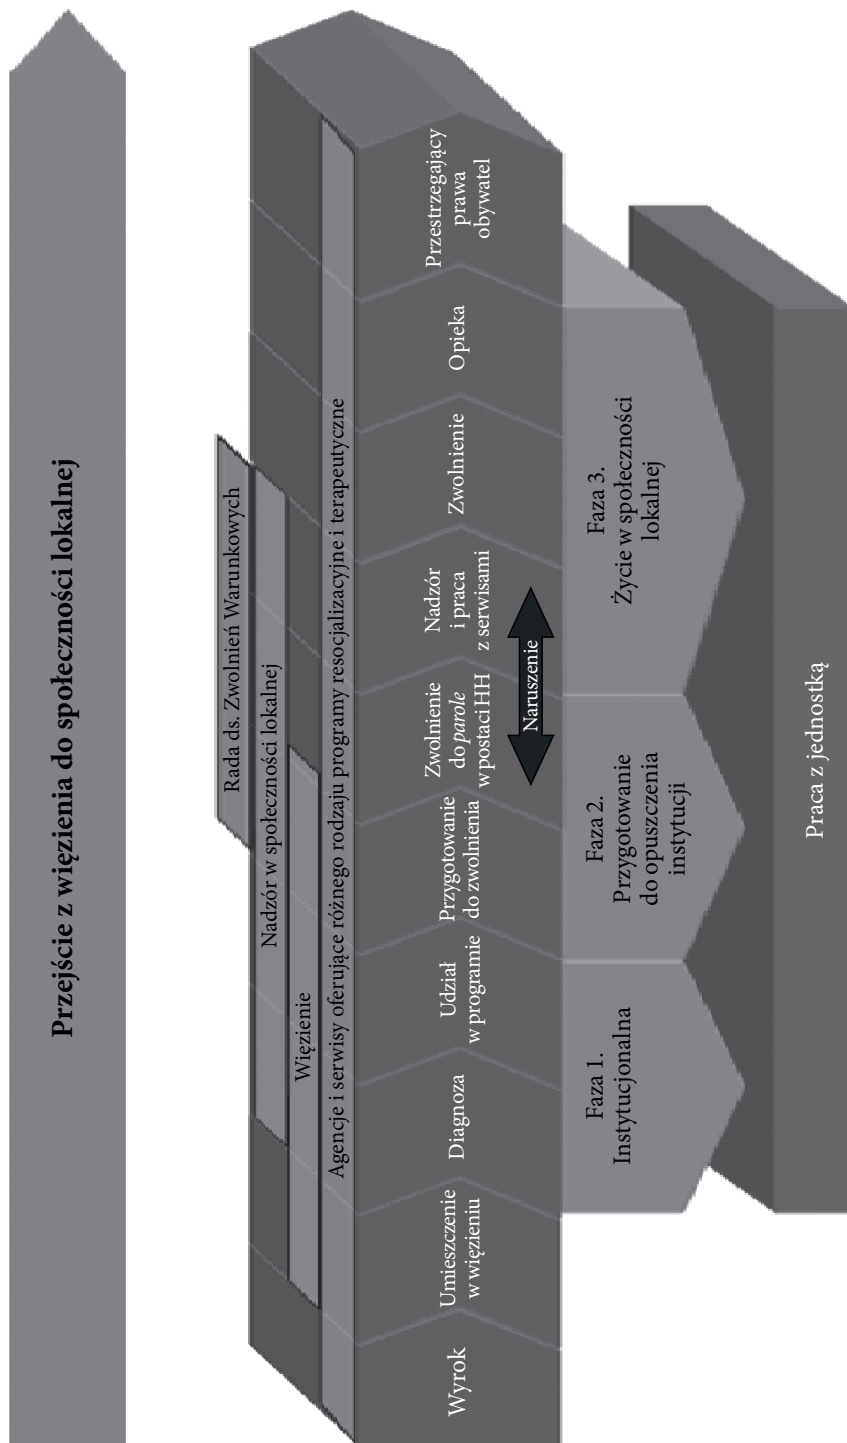 Przejście z więzienia do społeczności lokalnej
Rada ds. Zwolnień Warunkowych
Nadzór w społeczności lokalnej
Więzienie
Agencje i serwisy oferujące różnego rodzaju programy resocjalizacyjne i terapeutyczne
Wyrok
Umieszczenie
w więzieniu
Diagnoza
Udział
w programie
Przygotowanie
do zwolnienia
Zwolnienie
do parole
w postaci HH
Nadzór
i praca
z serwisami
Zwolnienie
Opieka
Przestrzegający
prawa
obywatel
Naruszenie
Faza 1.
Instytucjonalna
Faza 2.
Przygotowanie
do opuszczenia
instytucji
Faza 3.
Życie w społeczności
lokalnej
Praca z jednostką